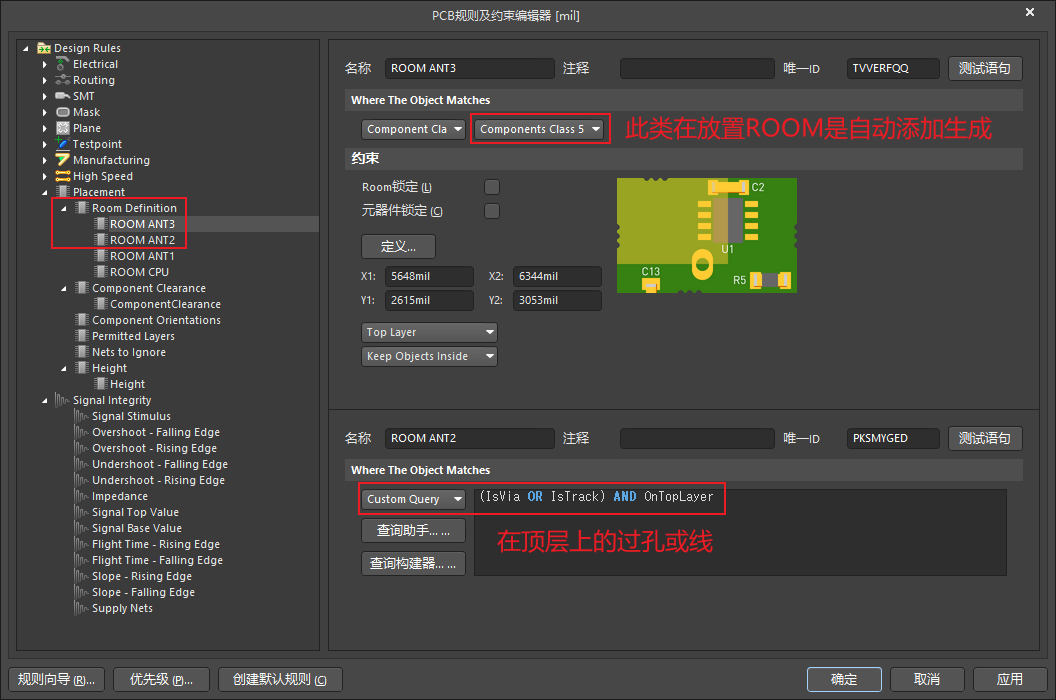 PCB规则及约束编辑器 [mil]
Design Rules
Electrical
Routing
SMT
Mask
Plane
Testpoint
Manufacturing
High Speed
Placement
Room Definition
ROOM ANT3
ROOM ANT2
ROOM ANT1
ROOM CPU
Component Clearance
ComponentClearance
Component Orientations
Permitted Layers
Nets to Ignore
Height
Height
Signal Integrity
Signal Stimulus
Overshoot - Falling Edge
Overshoot - Rising Edge
Undershoot - Falling Edge
Undershoot - Rising Edge
Impedance
Signal Top Value
Signal Base Value
Flight Time - Rising Edge
Flight Time - Falling Edge
Slope - Rising Edge
Slope - Falling Edge
Supply Nets
名称 ROOM ANT3 注释 唯一ID TVVERFQQ 测试语句
Where The Object Matches
Component Cla Components Class 5 此类在放置ROOM是自动添加生成
约束
Room锁定 (L)
元器件锁定 (C)
定义...
X1: 5648mil X2: 6344mil
Y1: 2615mil Y2: 3053mil
Top Layer
Keep Objects Inside
C2
U1
C13
R5
名称 ROOM ANT2 注释 唯一ID PKSMYGED 测试语句
Where The Object Matches
Custom Query (IsVia OR IsTrack) AND OnTopLayer
查询助手... ...
在顶层上的过孔或线
查询构建器... ...
规则向导 (R)... 优先级 (P)... 创建默认规则 (C) 确定 取消 应用